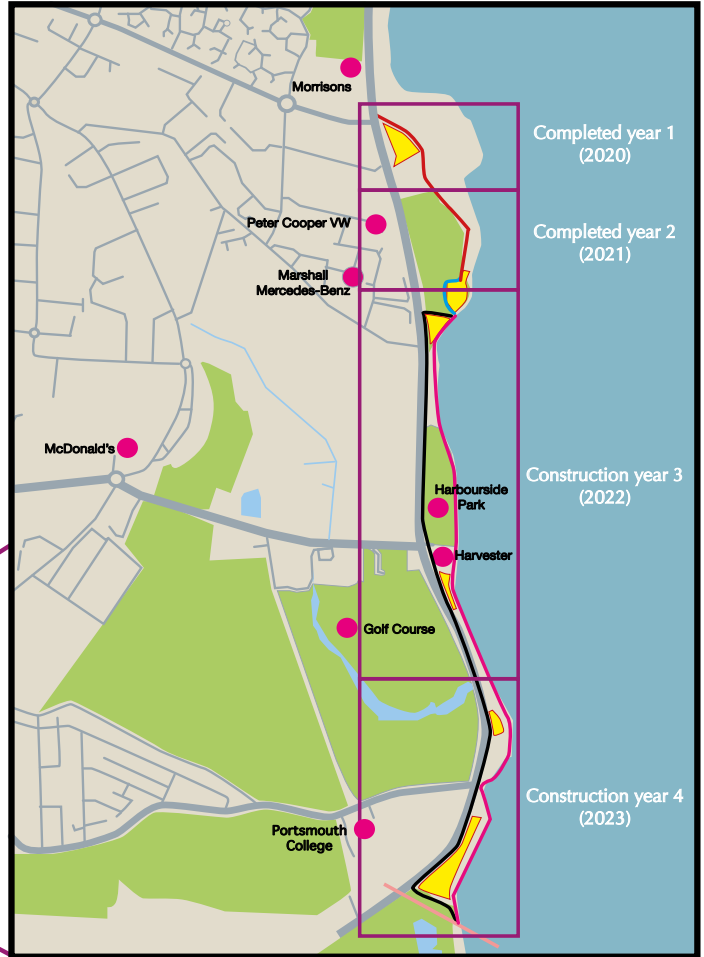 Morrisons
Completed year 1
(2020)
Peter Cooper VW
Completed year 2
(2021)
Marshall
Mercedes-Benz
McDonald's
Construction year 3
(2022)
Harbourside
Park
Harvester
Golf Course
Construction year 4
(2023)
Portsmouth
College